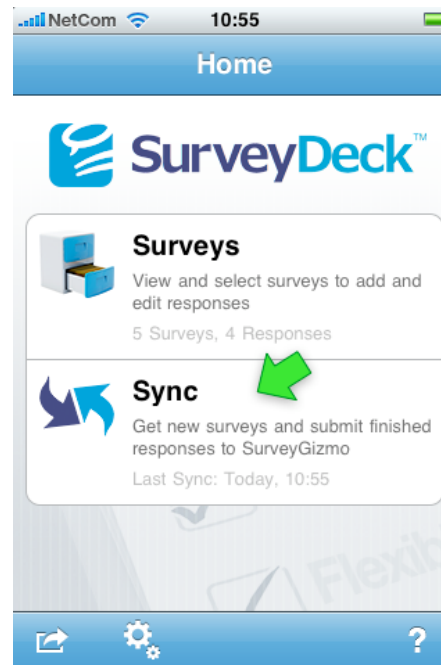 NetCom 10:55
Home
SurveyDeck™
Surveys
View and select surveys to add and
edit responses
5 Surveys, 4 Responses
Sync
Get new surveys and submit finished
responses to SurveyGizmo
Last Sync: Today, 10:55
Flexib
?